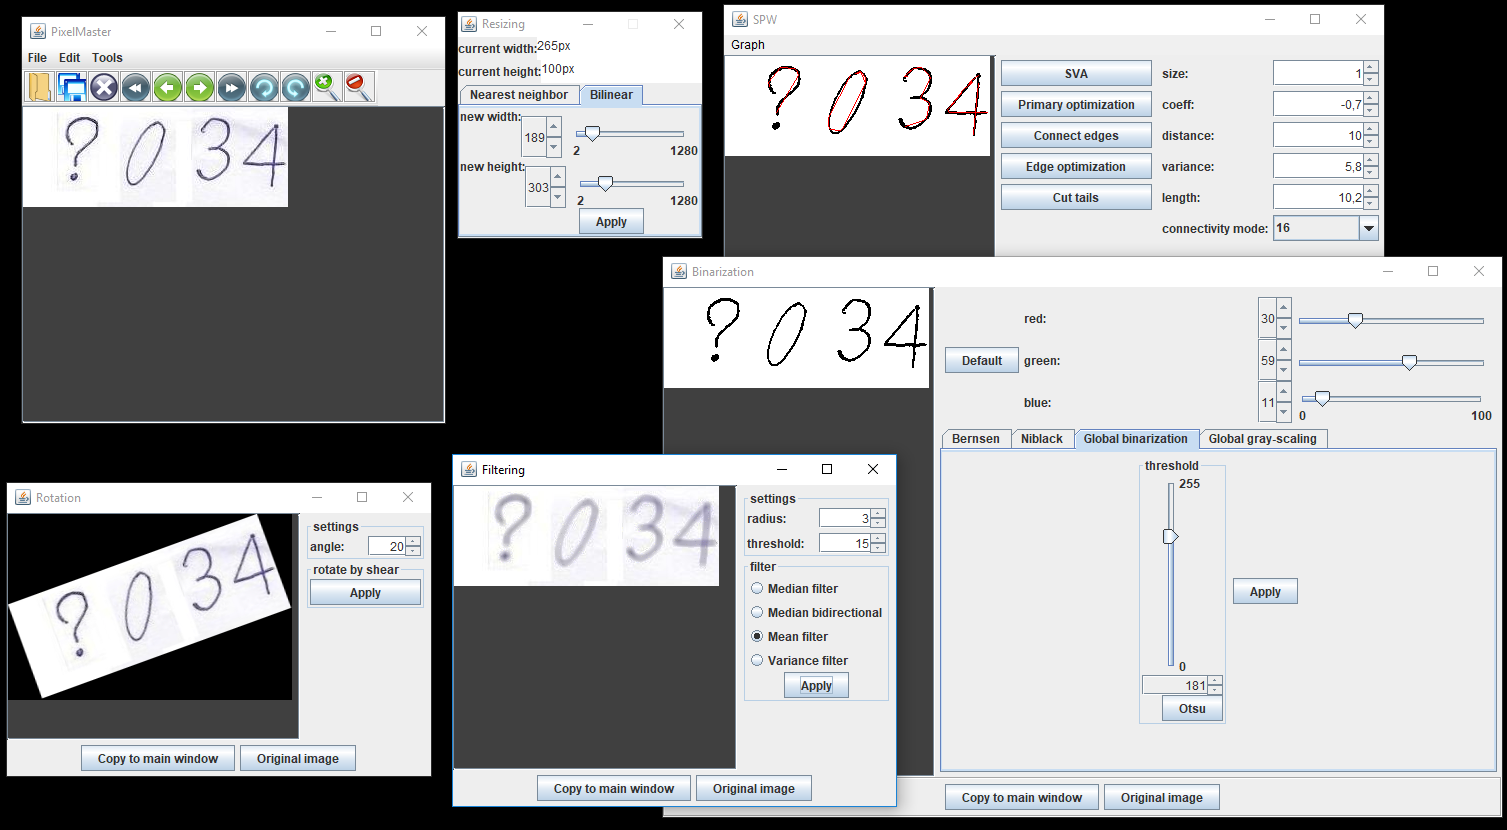 PixelMaster
File Edit Tools
? 0 34
Resizing
current width: 265px
current height: 100px
Nearest neighbor Bilinear
new width: 189
2 1280
new height: 303
2 1280
Apply
SPW
Graph
? 0 34
SVA size: 1
Primary optimization coeff: -0,7
Connect edges distance: 10
Edge optimization variance: 5,8
Cut tails length: 10,2
connectivity mode: 16
Binarization
? 0 34
red: 30
Default green: 59
blue: 11
0 100
Bernsen Niblack Global binarization Global gray-scaling
threshold
255
0
181
Otsu
Apply
Copy to main window Original image
Rotation
? 0 34
settings
angle: 20
rotate by shear
Apply
Copy to main window Original image
Filtering
? 0 34
settings
radius: 3
threshold: 15
filter
Median filter
Median bidirectional
Mean filter
Variance filter
Apply
Copy to main window Original image